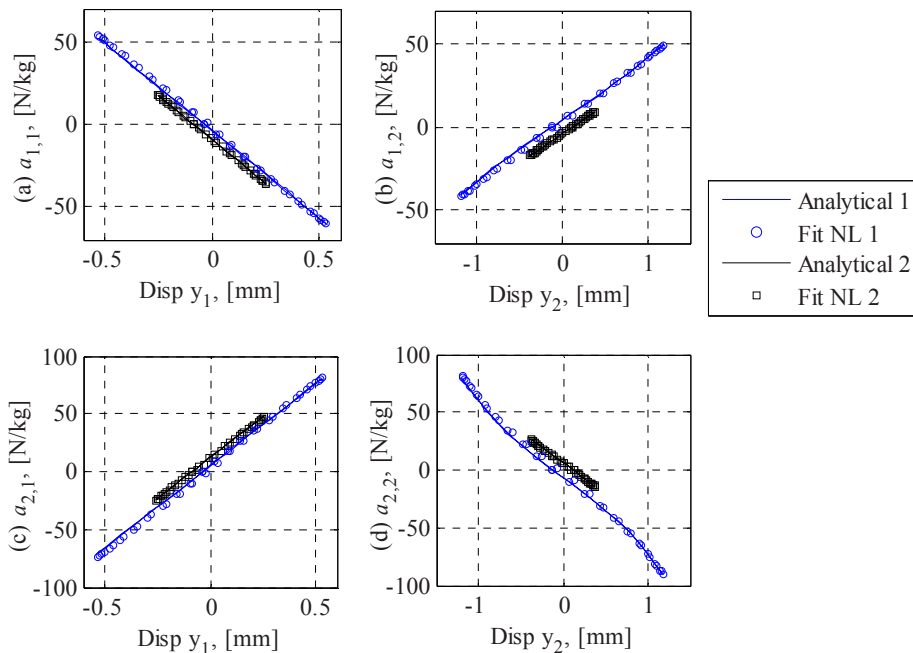 50
0
-50
(a) a1,1, [N/kg]
-0.5 0 0.5
Disp y1, [mm]
50
0
-50
(b) a1,2, [N/kg]
-1 0 1
Disp y2, [mm]
Analytical 1
Fit NL 1
Analytical 2
Fit NL 2
100
50
0
-50
-100
(c) a2,1, [N/kg]
-0.5 0 0.5
Disp y1, [mm]
100
50
0
-50
-100
(d) a2,2, [N/kg]
-1 0 1
Disp y2, [mm]